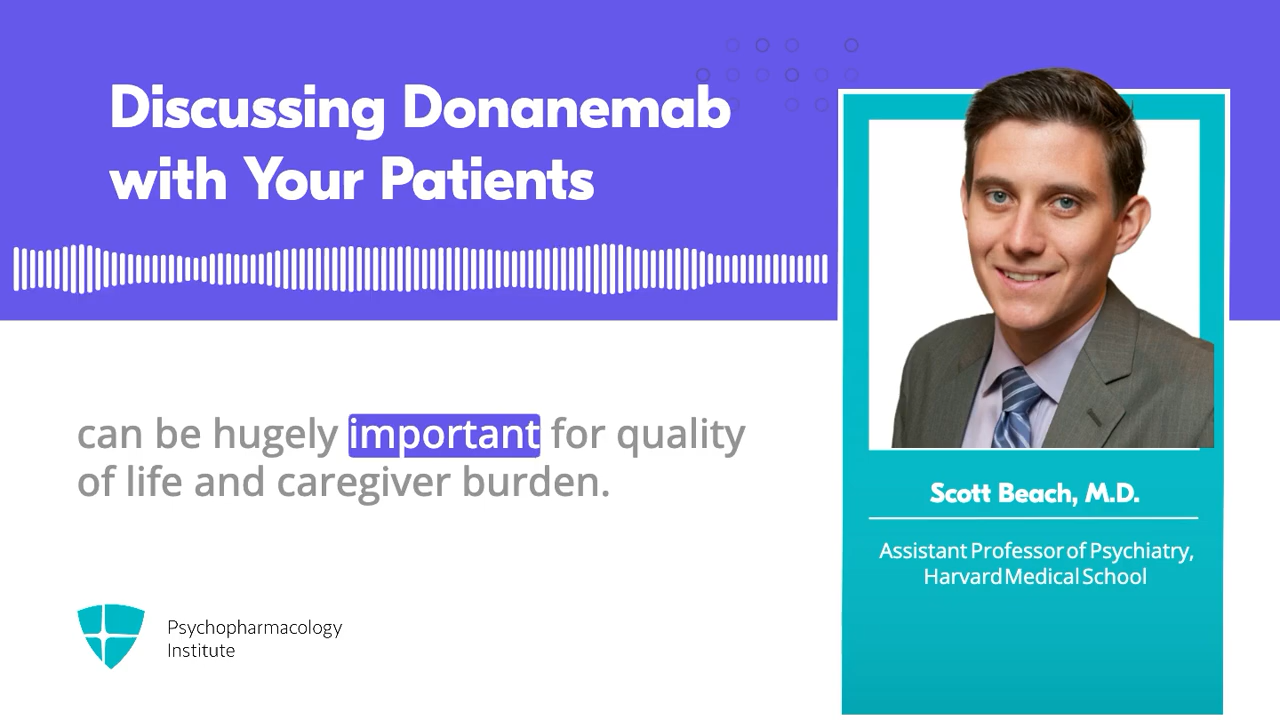 Discussing Donanemab
with Your Patients
can be hugely important for quality
of life and caregiver burden.
Psychopharmacology
Institute
Scott Beach, M.D.
Assistant Professor of Psychiatry,
Harvard Medical School